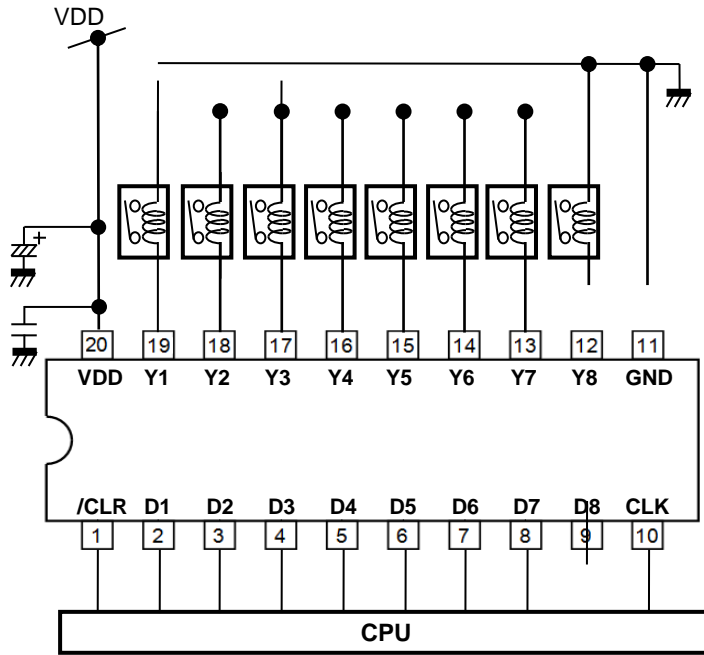 VDD
+
20 19 18 17 16 15 14 13 12 11
VDD Y1 Y2 Y3 Y4 Y5 Y6 Y7 Y8 GND
/CLR D1 D2 D3 D4 D5 D6 D7 D8 CLK
1 2 3 4 5 6 7 8 9 10
CPU